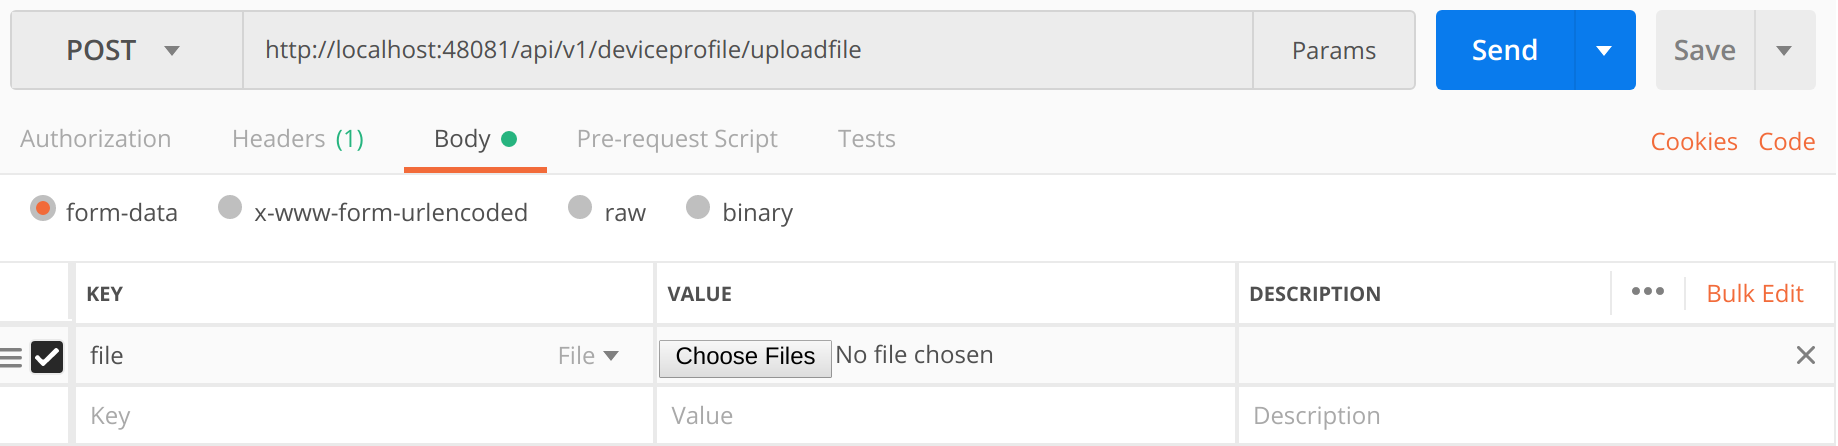 POST http://localhost:48081/api/v1/deviceprofile/uploadfile Params Send Save
Authorization Headers (1) Body Pre-request Script Tests Cookies Code
form-data x-www-form-urlencoded raw binary
KEY VALUE DESCRIPTION Bulk Edit
file File Choose Files No file chosen
Key Value Description